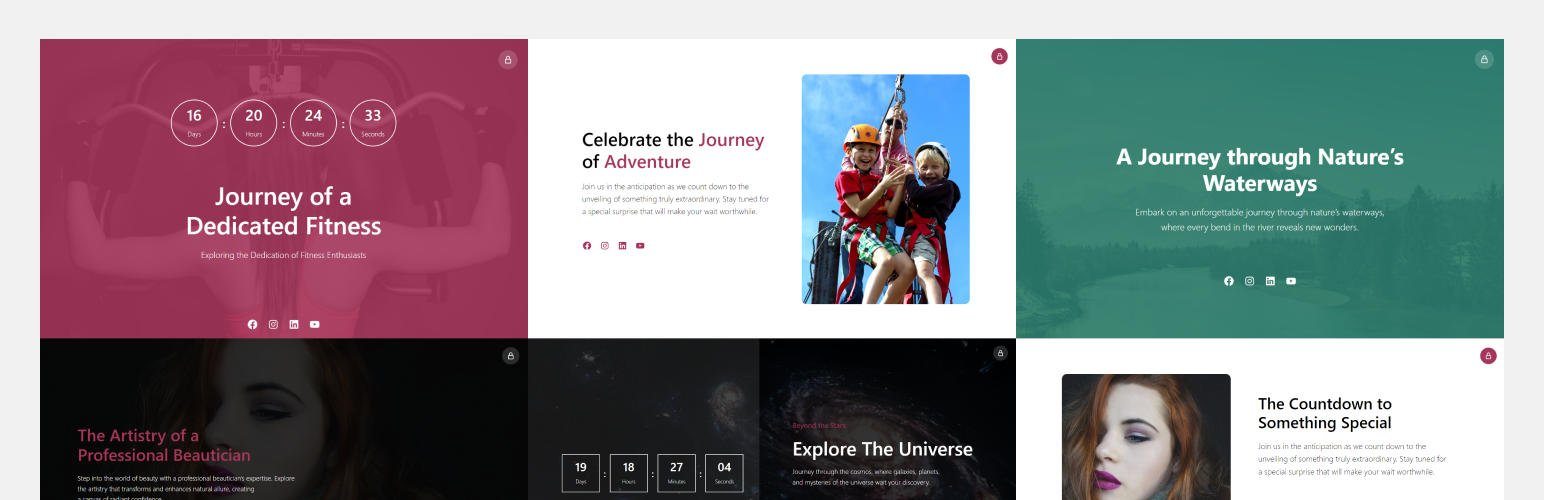 16 : 20 : 24 : 33
Days Hours Minutes Seconds
Journey of a
Dedicated Fitness
Exploring the Dedication of Fitness Enthusiasts
Celebrate the Journey
of Adventure
Join us in the anticipation as we count down to the
unveiling of something truly extraordinary. Stay tuned for
a special surprise that will make your wait worthwhile.
A Journey through Nature's
Waterways
Embark on an unforgettable journey through nature's waterways,
where every bend in the river reveals new wonders.
The Artistry of a
Professional Beautician
Step into the world of beauty with a professional beautician's expertise. Explore
the artistry that transforms and enhances natural allure, creating
a canvas of radiant confidence.
19 : 18 : 27 : 04
Days Hours Minutes Seconds
Beyond the Stars
Explore The Universe
Journey through the cosmos, where galaxies, planets,
and mysteries of the universe wait your discovery.
The Countdown to
Something Special
Join us in the anticipation as we count down to the
unveiling of something truly extraordinary. Stay tuned for
a special surprise that will make your wait worthwhile.